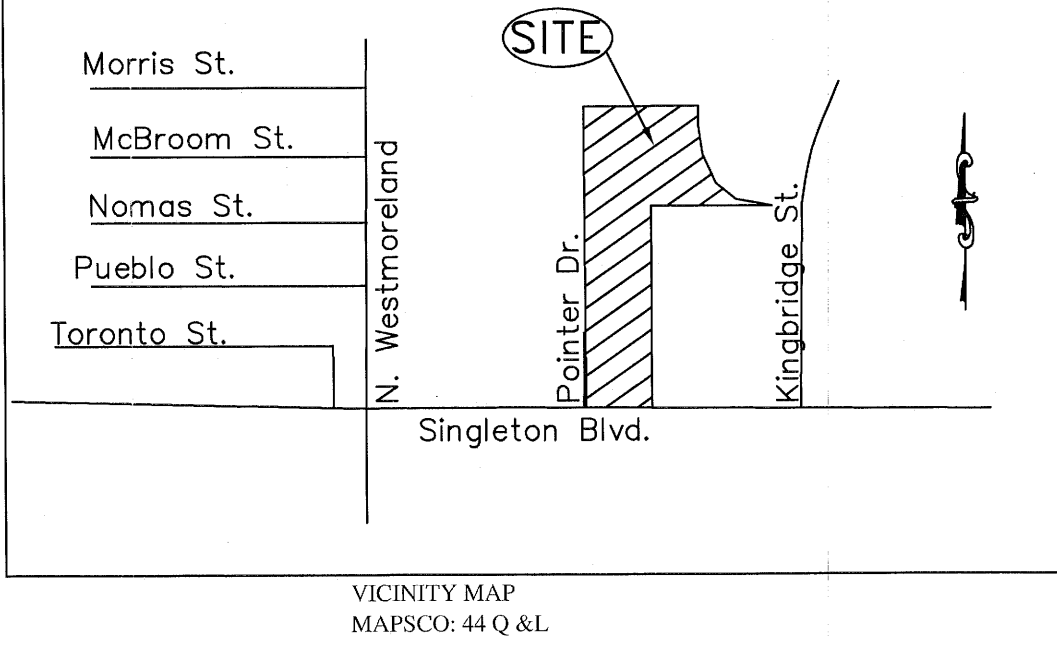 SITE
Morris St.
McBroom St.
Nomas St.
Pueblo St.
Toronto St.
N. Westmoreland
Pointer Dr.
Kingbridge St.
Singleton Blvd.
VICINITY MAP
MAPSCO: 44 Q &L